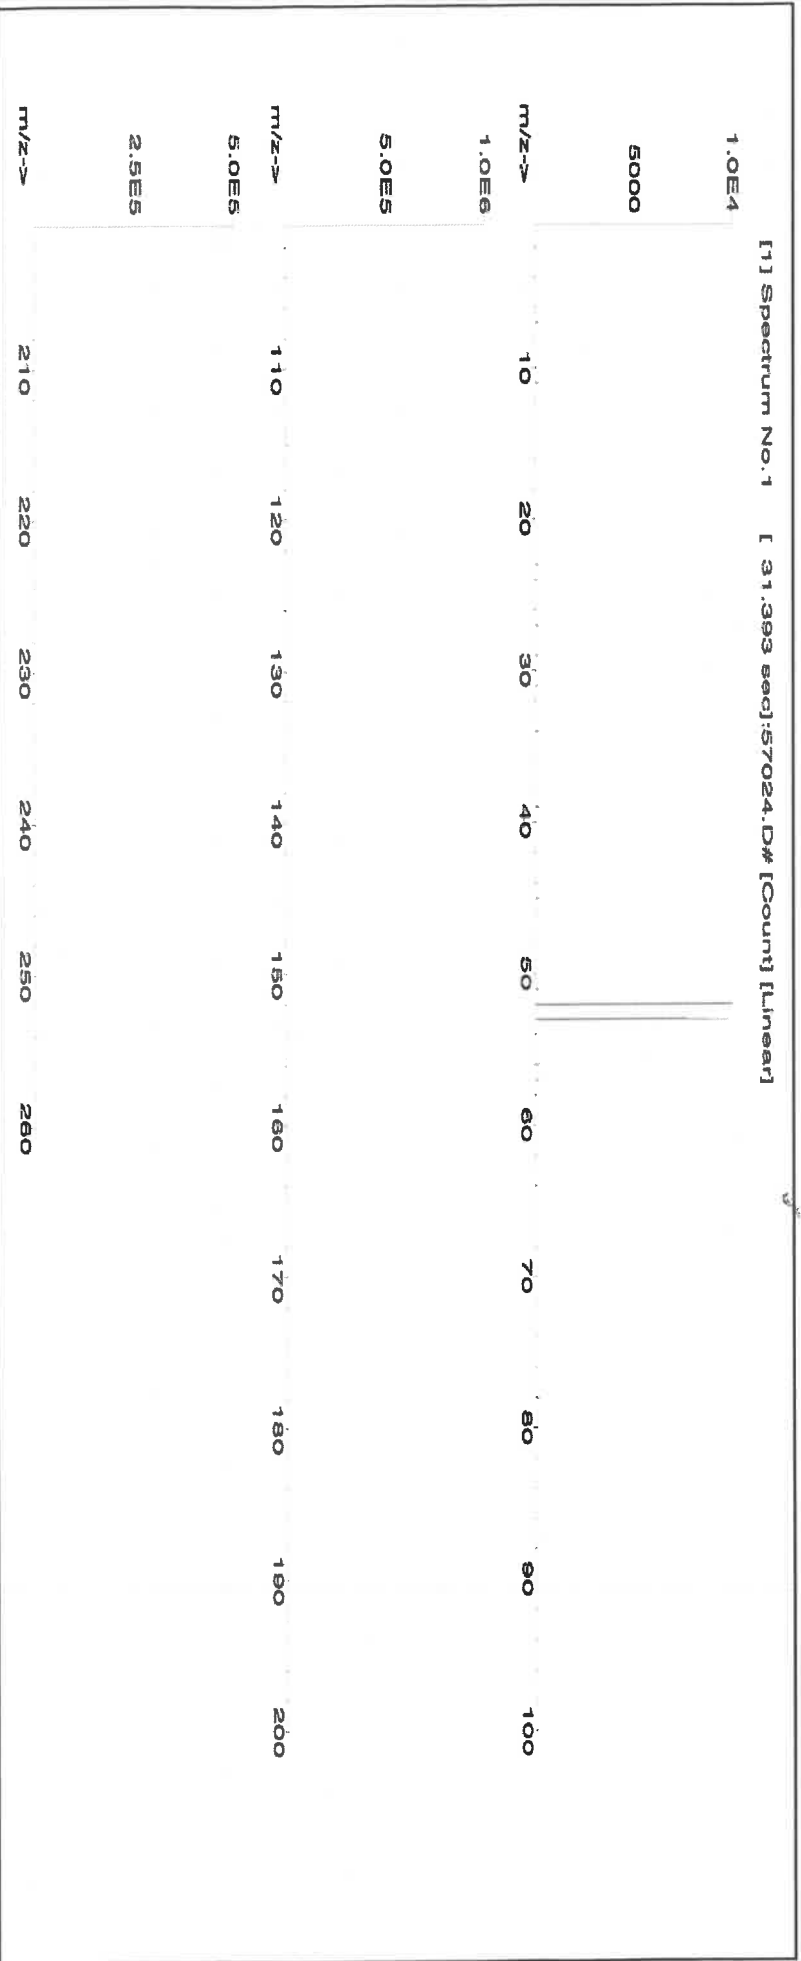 [1] Spectrum No.1 [ 31.393 sec]:57024.D# [Count] [Linear]
1.0E4
5000
m/z-> 10 20 30 40 50 60 70 80 90 100
1.0E6
5.0E5
m/z-> 110 120 130 140 150 160 170 180 190 200
5.0E5
2.5E5
m/z-> 210 220 230 240 250 260